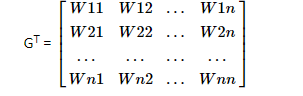 W11 W12 ... W1n
W21 W22 ... W2n
Gᵀ =
... ... ... ...
Wn1 Wn2 ... Wnn